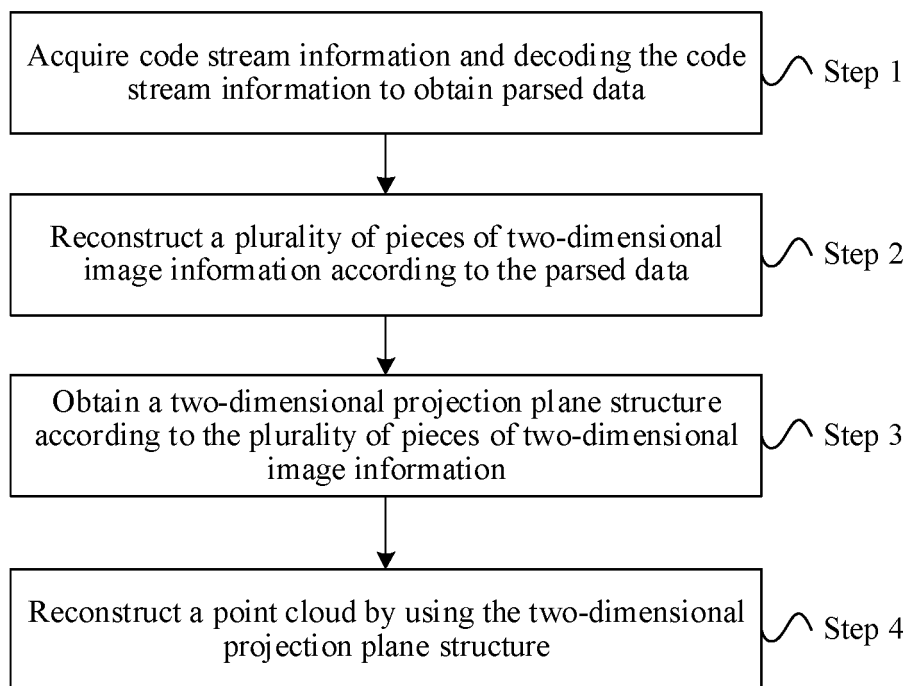 Acquire code stream information and decoding the code
stream information to obtain parsed data
Step 1
Reconstruct a plurality of pieces of two-dimensional
image information according to the parsed data
Step 2
Obtain a two-dimensional projection plane structure
according to the plurality of pieces of two-dimensional
image information
Step 3
Reconstruct a point cloud by using the two-dimensional
projection plane structure
Step 4